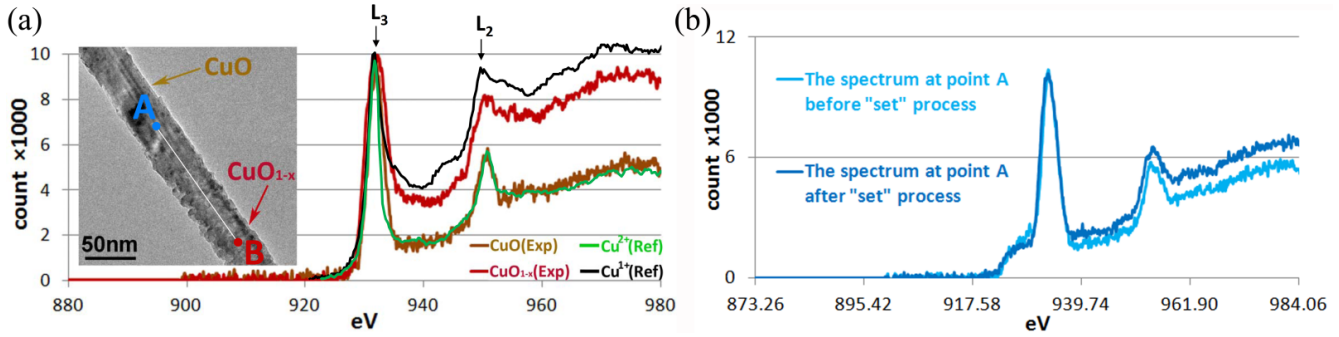 (a)
L3
L2
10
8
6
4
2
0
count ×1000
CuO
A
CuO1-x
B
50nm
CuO(Exp)
Cu2+(Ref)
CuO1-x(Exp)
Cu1+(Ref)
880
900
920
940
960
980
eV
(b)
12
6
0
count x1000
The spectrum at point A
before "set" process
The spectrum at point A
after "set" process
873.26
895.42
917.58
939.74
961.90
984.06
eV